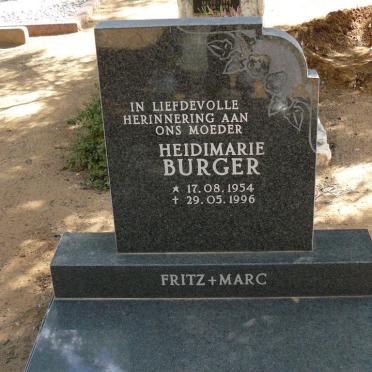 IN LIEFDEVOLLE
HERINNERING AAN
ONS MOEDER
HEIDIMARIE
BURGER
* 17.08.1954
† 29.05.1996
FRITZ + MARC